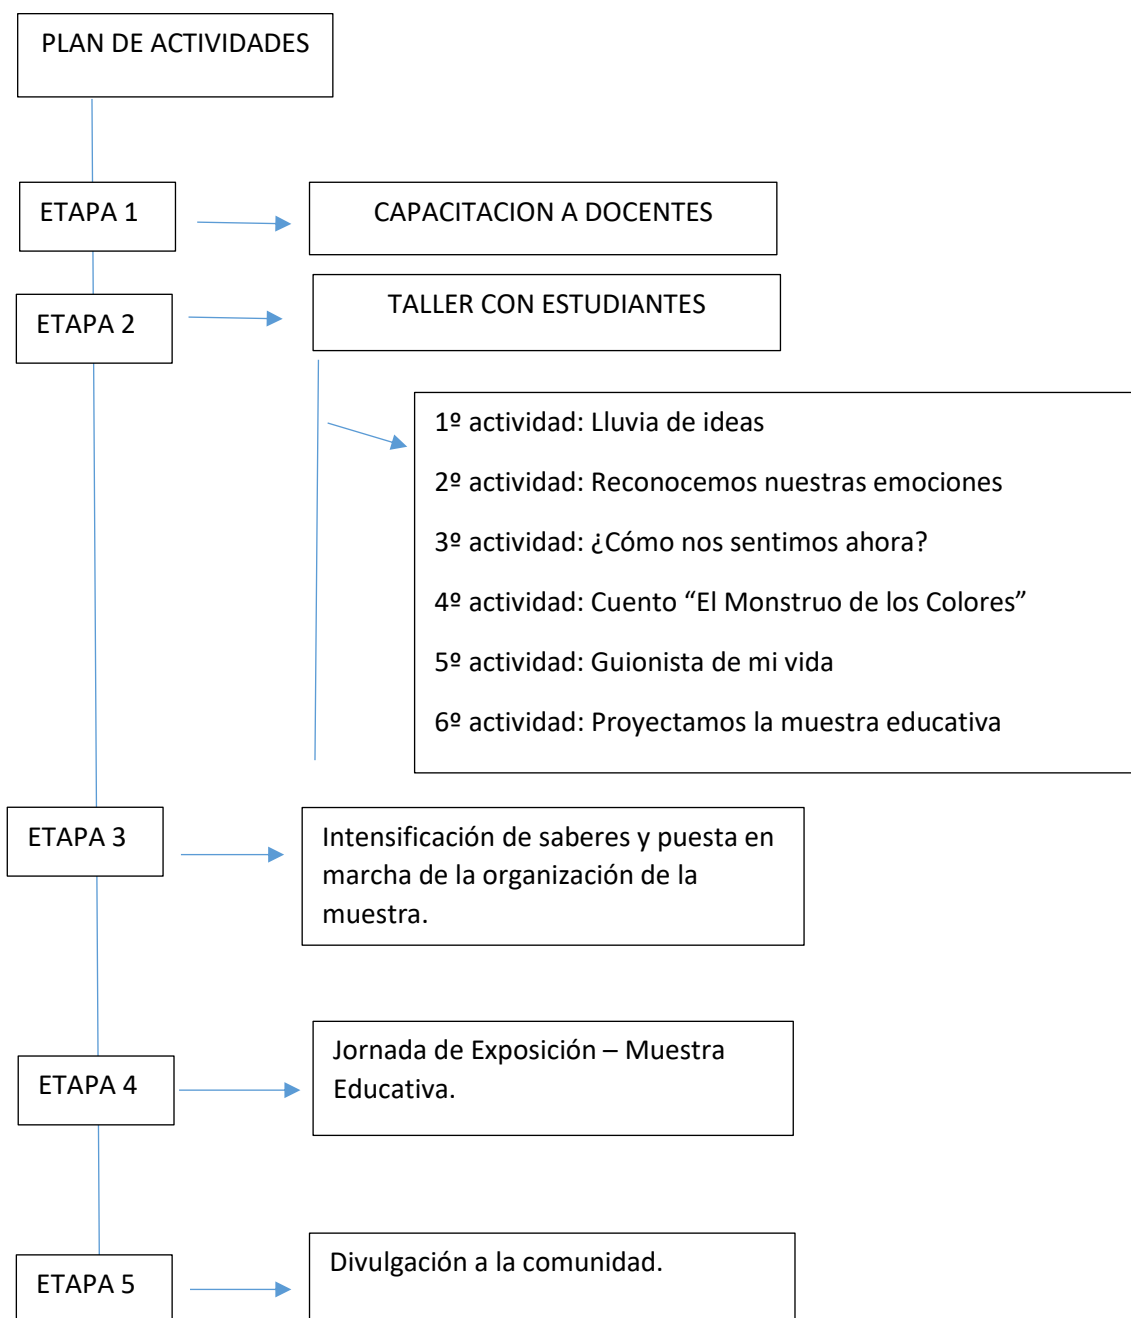 PLAN DE ACTIVIDADES
ETAPA 1
CAPACITACION A DOCENTES
ETAPA 2
TALLER CON ESTUDIANTES
1º actividad: Lluvia de ideas
2º actividad: Reconocemos nuestras emociones
3º actividad: ¿Cómo nos sentimos ahora?
4º actividad: Cuento “El Monstruo de los Colores”
5º actividad: Guionista de mi vida
6º actividad: Proyectamos la muestra educativa
ETAPA 3
Intensificación de saberes y puesta en
marcha de la organización de la
muestra.
ETAPA 4
Jornada de Exposición – Muestra
Educativa.
ETAPA 5
Divulgación a la comunidad.